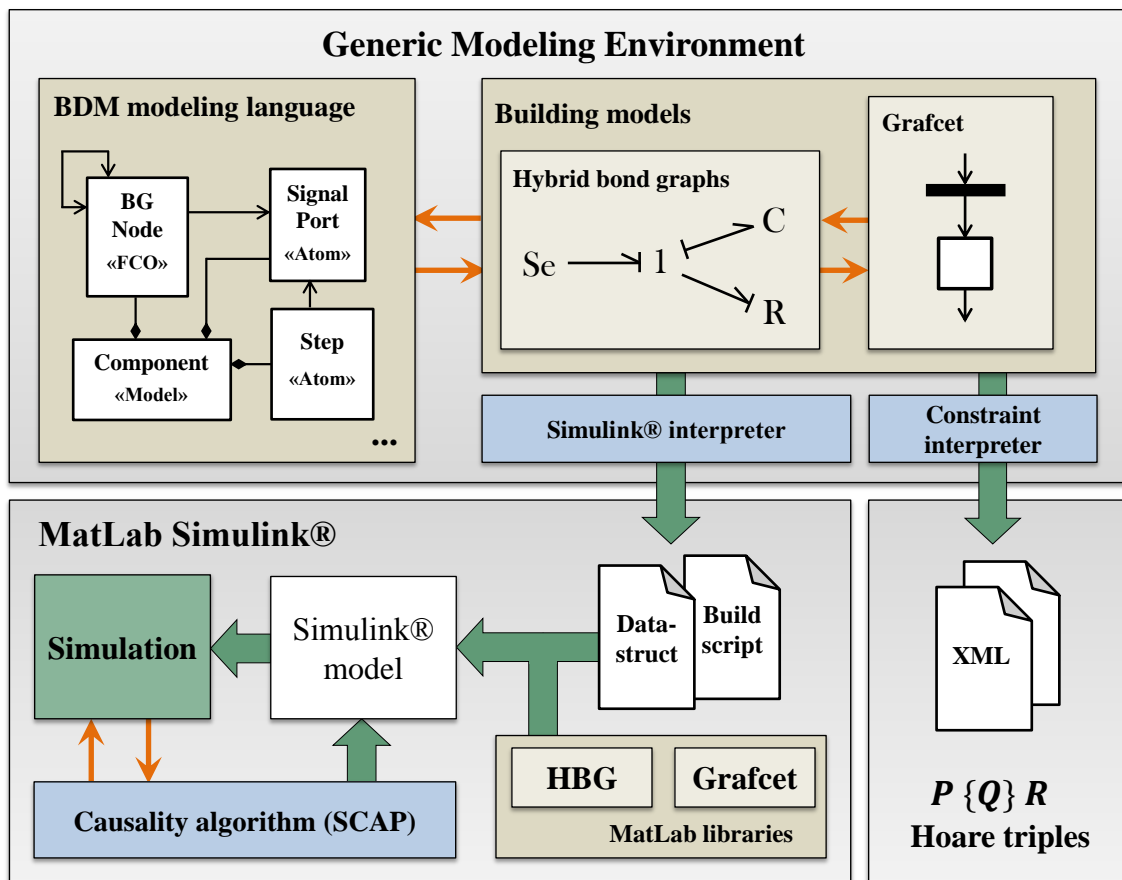 Generic Modeling Environment
BDM modeling language
BG
Node
«FCO»
Signal
Port
«Atom»
Component
«Model»
Step
«Atom»
...
Building models
Hybrid bond graphs
Se
1
C
R
Grafcet
Simulink® interpreter
Constraint
interpreter
MatLab Simulink®
Simulation
Simulink®
model
Data-
struct
Build
script
Causality algorithm (SCAP)
HBG
Grafcet
MatLab libraries
XML
P {Q} R
Hoare triples